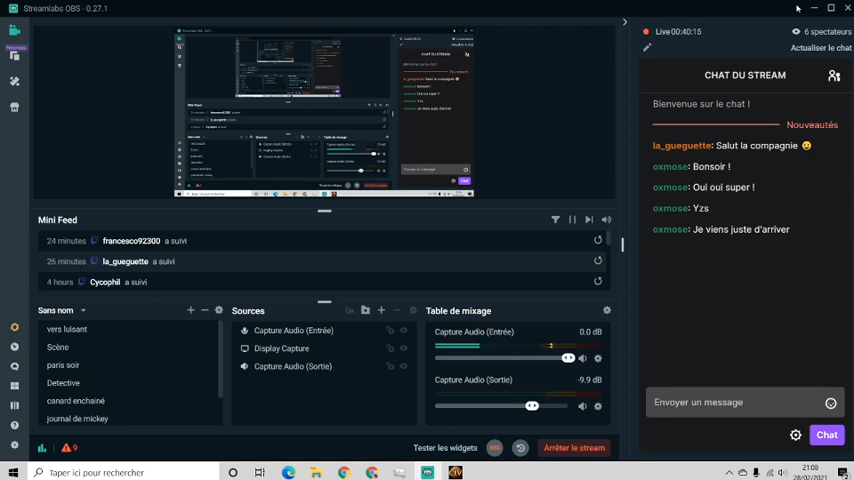 Streamlabs OBS - 0.27.1
Nouveau
Live 00:40:16
6 spectateurs
Actualiser le chat
CHAT DU STREAM
Bienvenue sur le chat !
Nouveautés
la_gueguette: Salut la compagnie
oxmose: Bonsoir !
oxmose: Oui oui super !
oxmose: Yzs
oxmose: Je viens juste d'arriver
Envoyer un message
Chat
CHAT DU STREAM
Mini Feed
24 minutes francesco92300 a suivi
26 minutes la_gueguette a suivi
4 hours Cycophil a suivi
Sans nom
vers luisant
Scène
paris soir
Detective
canard enchainé
journal de mickey
Sources
Capture Audio (Entrée)
Display Capture
Capture Audio (Sortie)
Table de mixage
Capture Audio (Entrée) 0.0 dB
Capture Audio (Sortie) -9.9 dB
9
Tester les widgets
REC
Arrêter le stream
Taper ici pour rechercher
21:08
28/02/2021